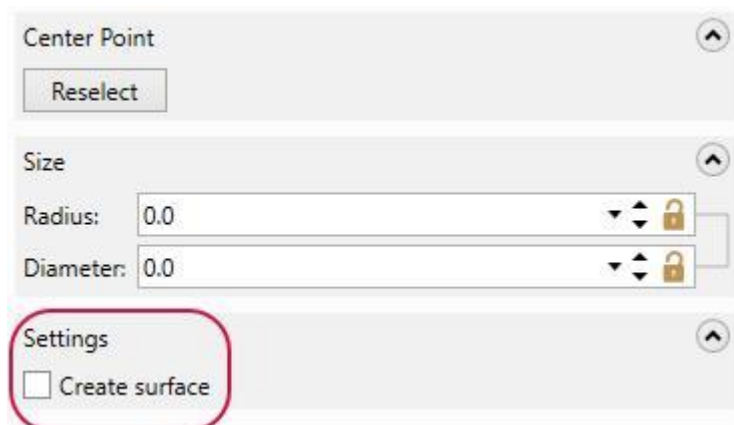 Center Point
Reselect
Size
Radius: 0.0
Diameter: 0.0
Settings
Create surface